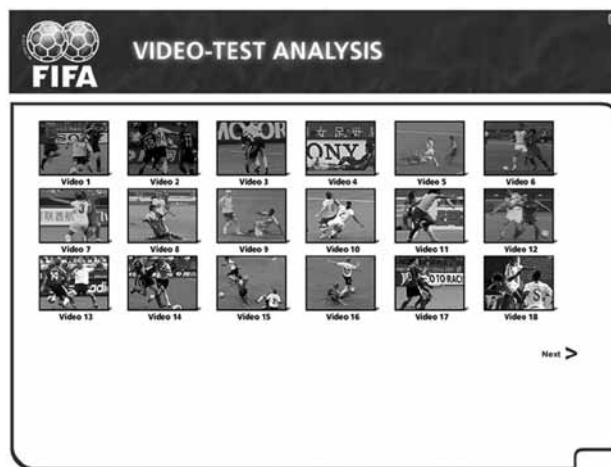 VIDEO-TEST ANALYSIS
FIFA
Video 1 Video 2 Video 3 Video 4 Video 5 Video 6
Video 7 Video 8 Video 9 Video 10 Video 11 Video 12
Video 13 Video 14 Video 15 Video 16 Video 17 Video 18
Next >